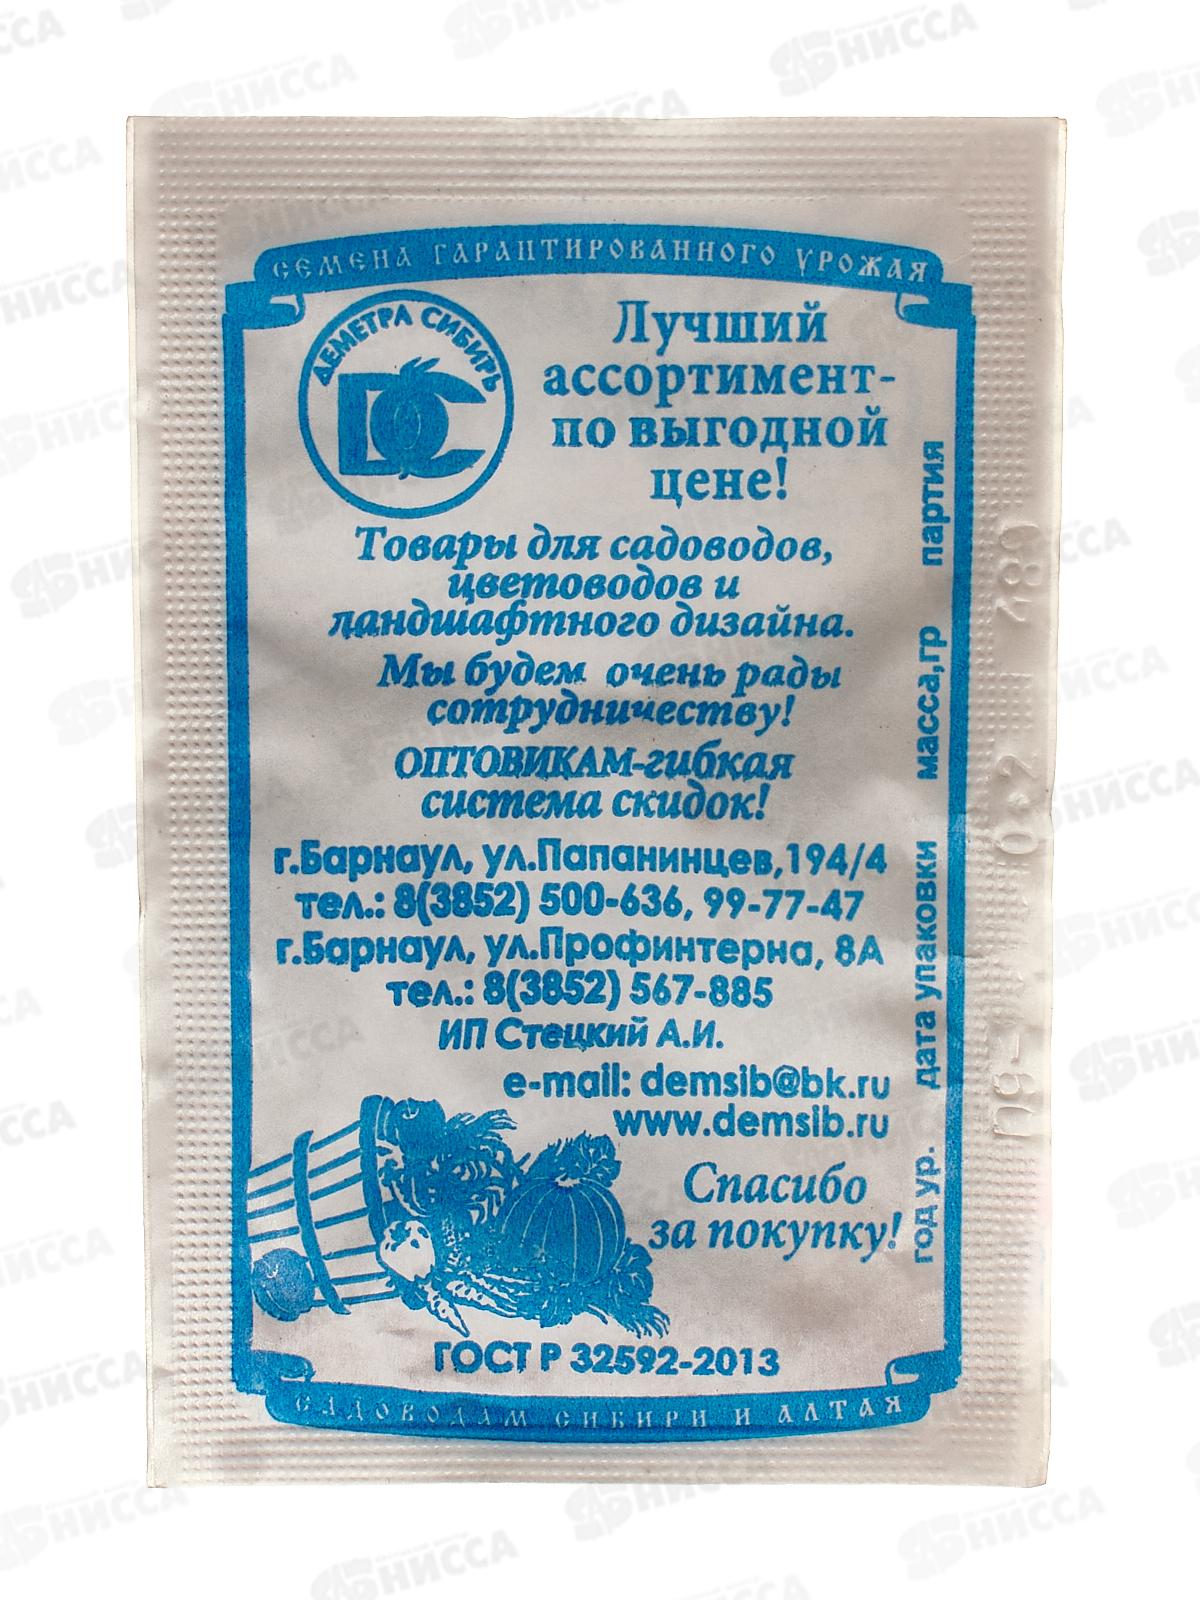 СЕМЕНА ГАРАНТИРОВАННОГО УРОЖАЯ
ДЕМЕТРА СИБИРЬ
ДС
Лучший
ассортимент-
по выгодной
цене!
Товары для садоводов,
цветоводов и
ландшафтного дизайна.
Мы будем очень рады
сотрудничеству!
ОПТОВИКАМ-гибкая
система скидок!
г.Барнаул, ул.Папанинцев,194/4
тел.: 8(3852) 500-636, 99-77-47
г.Барнаул, ул.Профинтерна, 8А
тел.: 8(3852) 567-885
ИП Стецкий А.И.
e-mail: demsib@bk.ru
www.demsib.ru
Спасибо
за покупку!
ГОСТ Р 32592-2013
САДОВОДАМ СИБИРИ И АЛТАЯ
год ур. дата упаковки масса,гр партия
НИССА